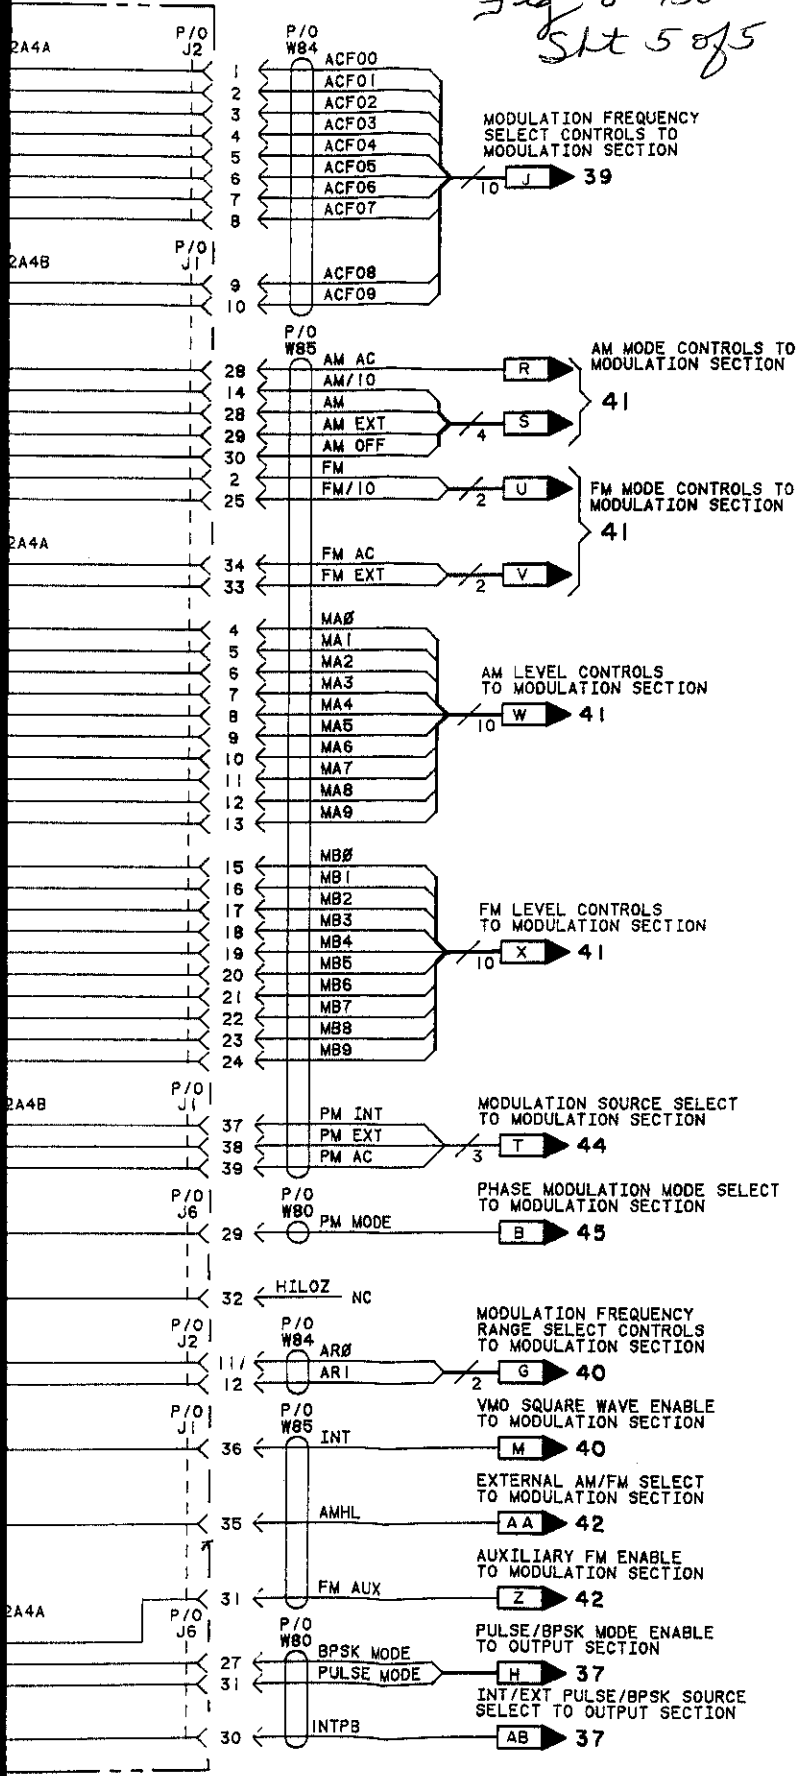 Sht 5 of 5
2A4A
P/O
J2
P/O
W84
1 ACF00
2 ACF01
3 ACF02
4 ACF03
5 ACF04
6 ACF05
7 ACF06
8 ACF07
MODULATION FREQUENCY
SELECT CONTROLS TO
MODULATION SECTION
10 J 39
2A4B
P/O
J1
9 ACF08
10 ACF09
P/O
W85
28 AM AC
14 AM/10
28 AM
29 AM EXT
30 AM OFF
2 FM
25 FM/10
R
4 S
AM MODE CONTROLS TO
MODULATION SECTION
41
2 U
FM MODE CONTROLS TO
MODULATION SECTION
41
2A4A
34 FM AC
33 FM EXT
2 V
4 MAØ
5 MA1
6 MA2
7 MA3
8 MA4
9 MA5
10 MA6
11 MA7
12 MA8
13 MA9
AM LEVEL CONTROLS
TO MODULATION SECTION
10 W 41
15 MBØ
16 MB1
17 MB2
18 MB3
19 MB4
20 MB5
21 MB6
22 MB7
23 MB8
24 MB9
FM LEVEL CONTROLS
TO MODULATION SECTION
10 X 41
2A4B
P/O
J1
37 PM INT
38 PM EXT
39 PM AC
MODULATION SOURCE SELECT
TO MODULATION SECTION
3 T 44
P/O
J6
P/O
W80
29 PM MODE
PHASE MODULATION MODE SELECT
TO MODULATION SECTION
B 45
32 HILOZ NC
P/O
J2
P/O
W84
11 ARØ
12 AR1
MODULATION FREQUENCY
RANGE SELECT CONTROLS
TO MODULATION SECTION
2 G 40
P/O
J1
P/O
W85
36 INT
VMO SQUARE WAVE ENABLE
TO MODULATION SECTION
M 40
35 AMHL
EXTERNAL AM/FM SELECT
TO MODULATION SECTION
AA 42
2A4A
31 FM AUX
AUXILIARY FM ENABLE
TO MODULATION SECTION
Z 42
P/O
J6
P/O
W80
27 BPSK MODE
31 PULSE MODE
PULSE/BPSK MODE ENABLE
TO OUTPUT SECTION
H 37
30 INTPB
INT/EXT PULSE/BPSK SOURCE
SELECT TO OUTPUT SECTION
AB 37